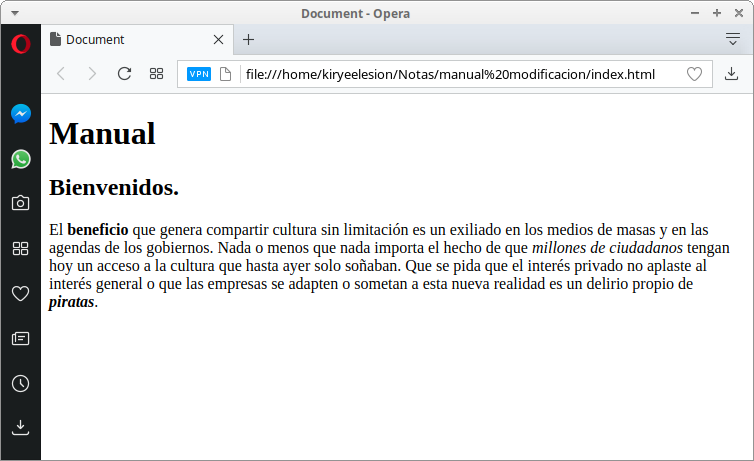 Document - Opera
Document
VPN
file:///home/kiryeelesion/Notas/manual%20modificacion/index.html
Manual
Bienvenidos.
El beneficio que genera compartir cultura sin limitación es un exiliado en los medios de masas y en las
agendas de los gobiernos. Nada o menos que nada importa el hecho de que millones de ciudadanos tengan
hoy un acceso a la cultura que hasta ayer solo soñaban. Que se pida que el interés privado no aplaste al
interés general o que las empresas se adapten o sometan a esta nueva realidad es un delirio propio de
piratas.